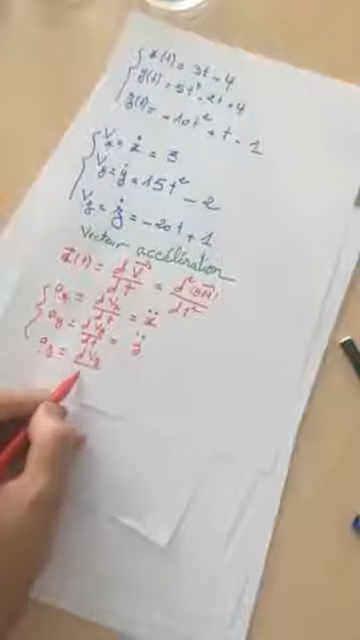 x(t) = 3t - 4
y(t) = 5t³ - 2t + 4
z(t) = -10t² + t - 1
Vx = ẋ = 3
Vy = ẏ = 15t² - 2
Vz = ż = -20t + 1
Vecteur accélération
a⃗(t) = dV⃗/dt = d²(OM⃗)/dt²
ax = dVx/dt = ẍ
ay = dVy/dt = ÿ
az = dVz